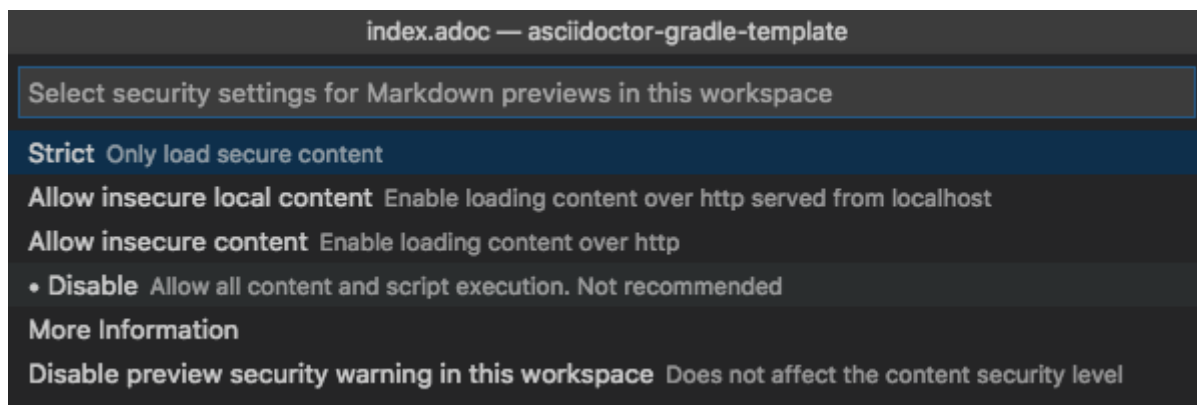 index.adoc — asciidoctor-gradle-template
Select security settings for Markdown previews in this workspace
Strict Only load secure content
Allow insecure local content Enable loading content over http served from localhost
Allow insecure content Enable loading content over http
• Disable Allow all content and script execution. Not recommended
More Information
Disable preview security warning in this workspace Does not affect the content security level